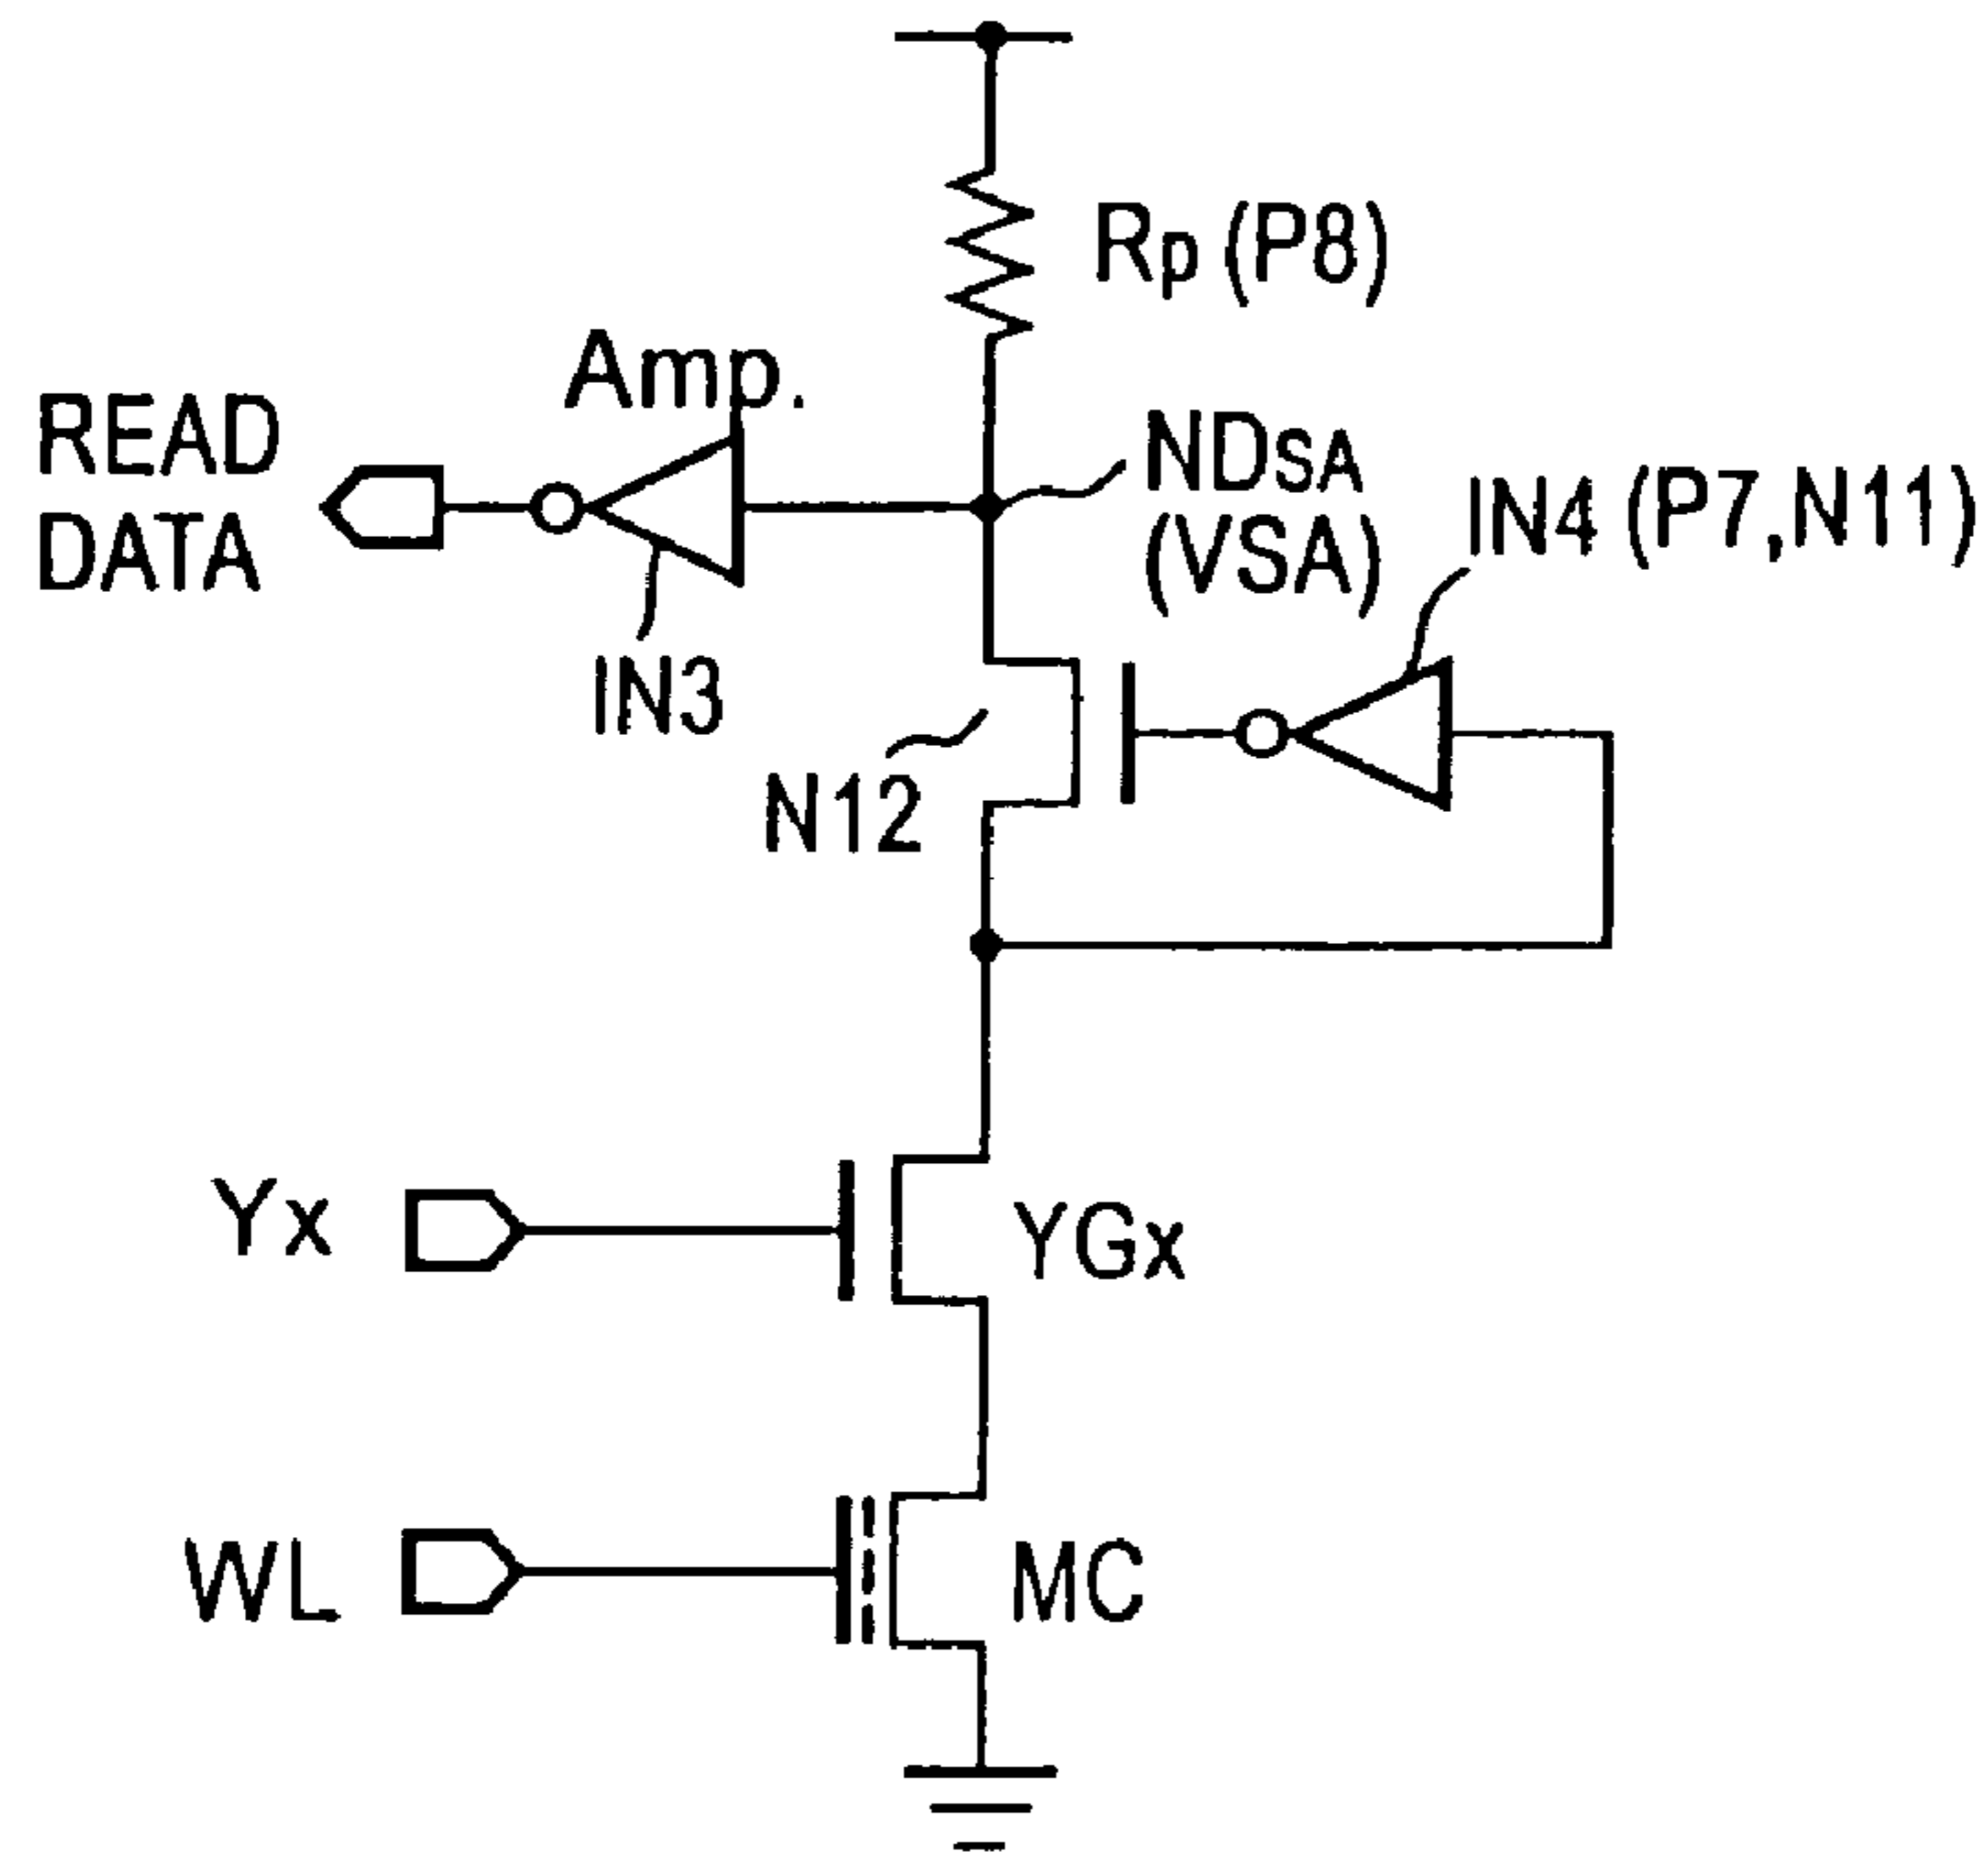 Rp (P8)
Amp.
READ
DATA
NDSA
(VSA)
IN4 (P7,N11)
IN3
N12
Yx
YGx
WL
MC